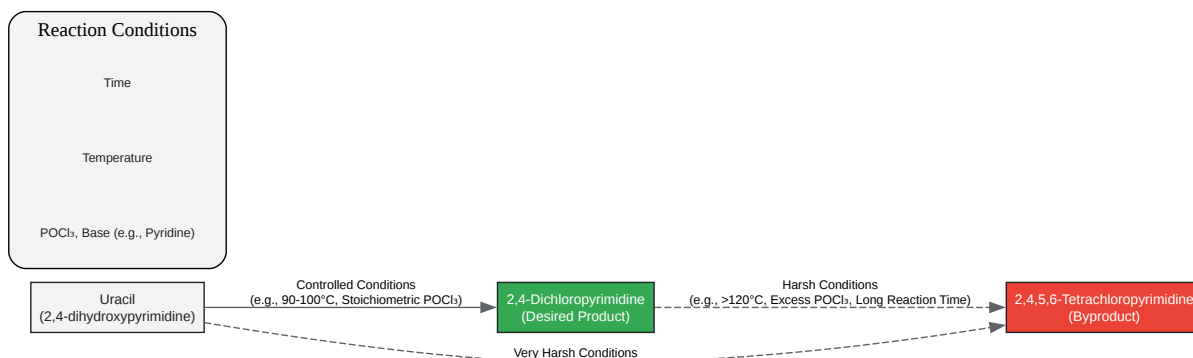 Reaction Conditions
Time
Temperature
POCl₃, Base (e.g., Pyridine)
Uracil
(2,4-dihydroxypyrimidine)
Controlled Conditions
(e.g., 90-100°C, Stoichiometric POCl₃)
2,4-Dichloropyrimidine
(Desired Product)
Harsh Conditions
(e.g., >120°C, Excess POCl₃, Long Reaction Time)
2,4,5,6-Tetrachloropyrimidine
(Byproduct)
Very Harsh Conditions